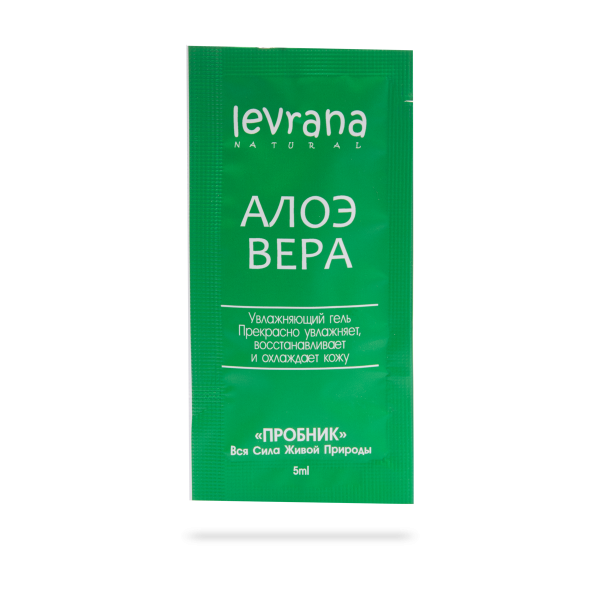 levrana
NATURAL
АЛОЭ
ВЕРА
Увлажняющий гель
Прекрасно увлажняет,
восстанавливает
и охлаждает кожу
«ПРОБНИК»
Вся Сила Живой Природы
5ml